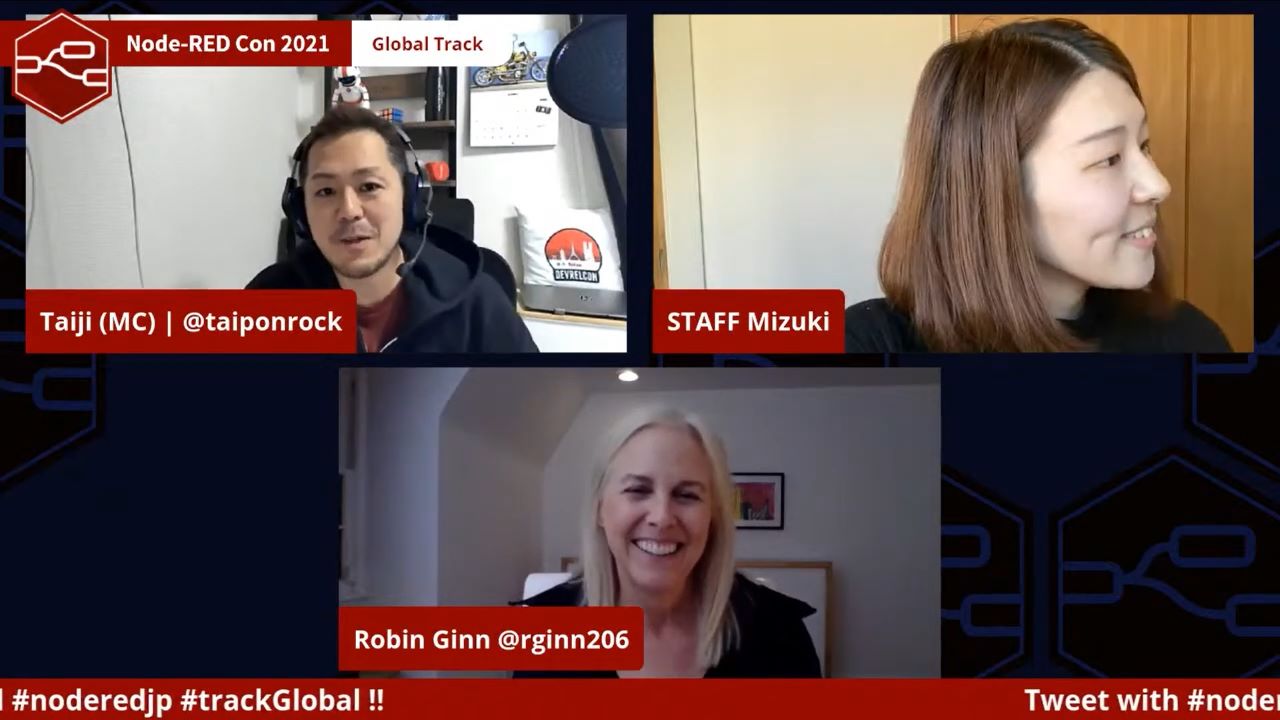 Node-RED Con 2021
Global Track
DEVRELCON
Taiji (MC) | @taiponrock
STAFF Mizuki
Robin Ginn @rginn206
#noderedjp #trackGlobal !!
Tweet with #noder